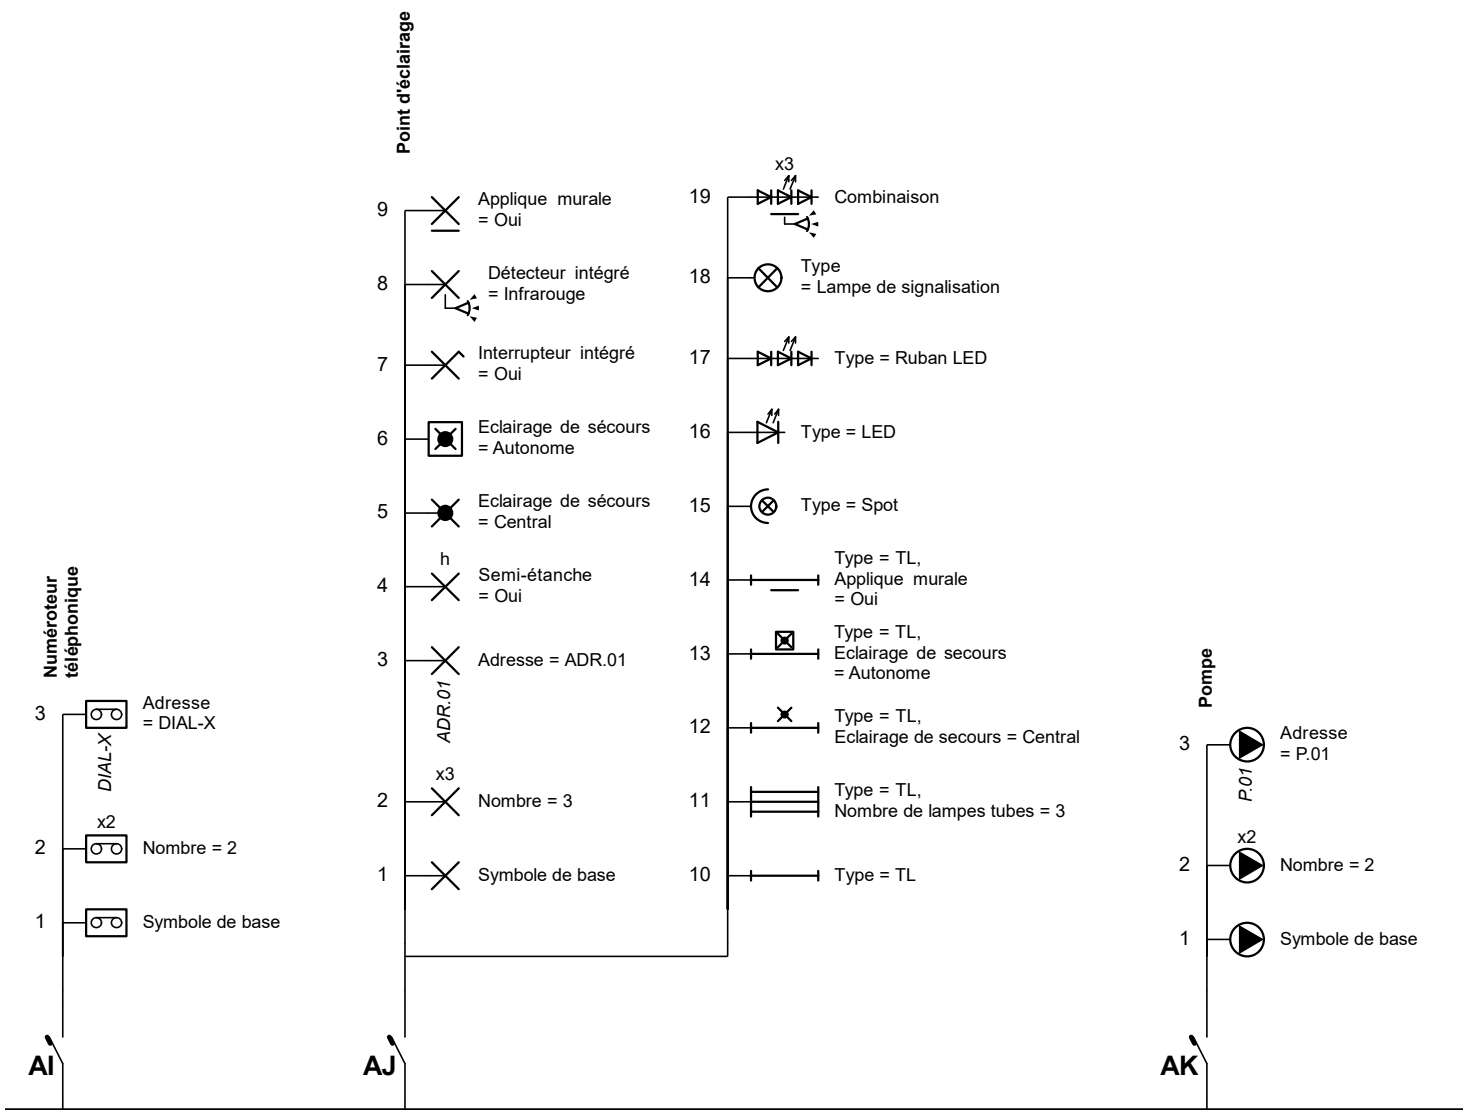 Numéroteur
téléphonique
3
Adresse
= DIAL-X
DIAL-X
x2
2
Nombre = 2
1
Symbole de base
AI
Point d'éclairage
9
Applique murale
= Oui
8
Détecteur intégré
= Infrarouge
7
Interrupteur intégré
= Oui
6
Eclairage de sécours
= Autonome
5
Eclairage de sécours
= Central
h
4
Semi-étanche
= Oui
3
Adresse = ADR.01
ADR.01
x3
2
Nombre = 3
1
Symbole de base
x3
19
Combinaison
18
Type
= Lampe de signalisation
17
Type = Ruban LED
16
Type = LED
15
Type = Spot
14
Type = TL,
Applique murale
= Oui
13
Type = TL,
Eclairage de secours
= Autonome
12
Type = TL,
Eclairage de secours = Central
11
Type = TL,
Nombre de lampes tubes = 3
10
Type = TL
AJ
Pompe
3
Adresse
= P.01
P.01
x2
2
Nombre = 2
1
Symbole de base
AK